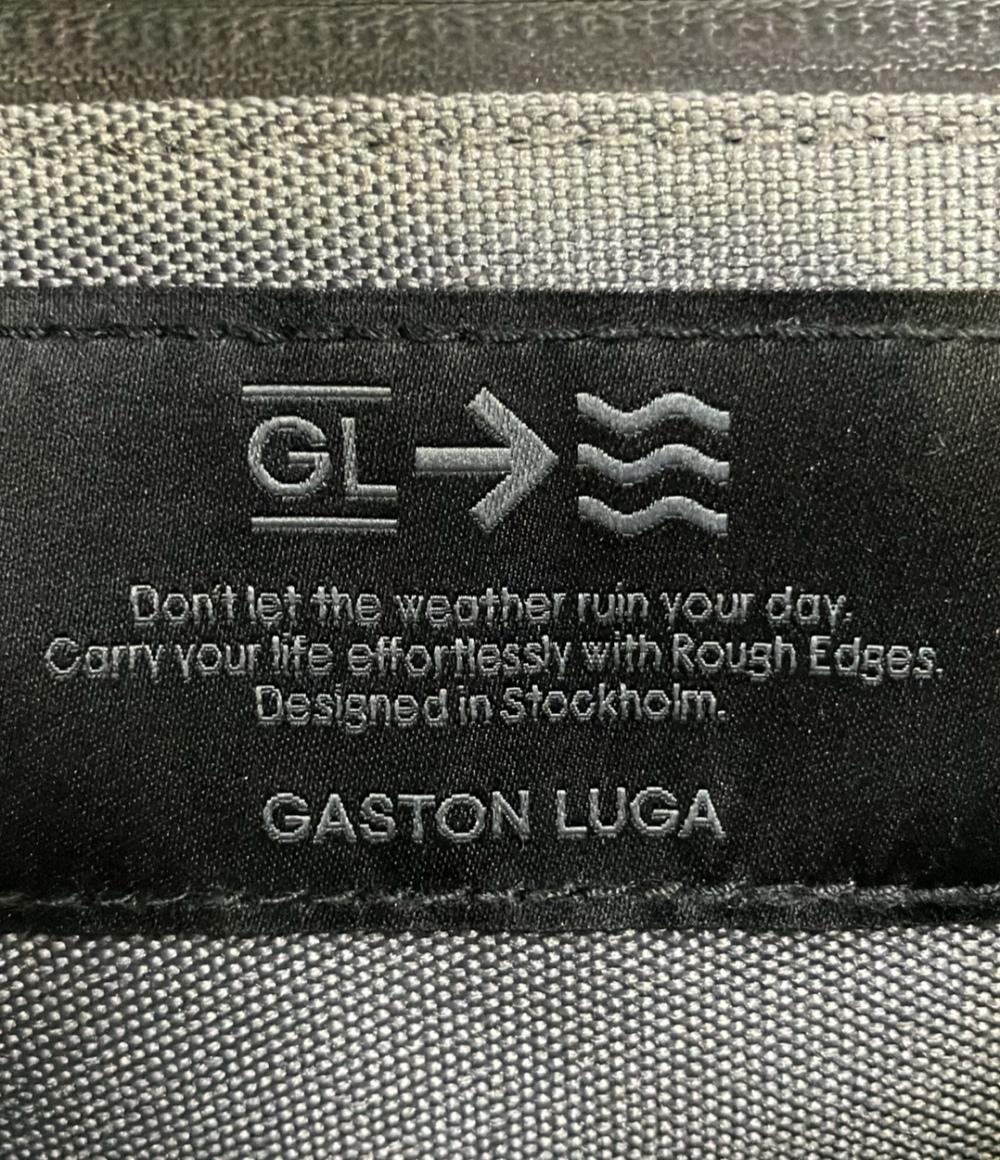 GL
Don't let the weather ruin your day.
Carry your life effortlessly with Rough Edges.
Designed in Stockholm.
GASTON LUGA